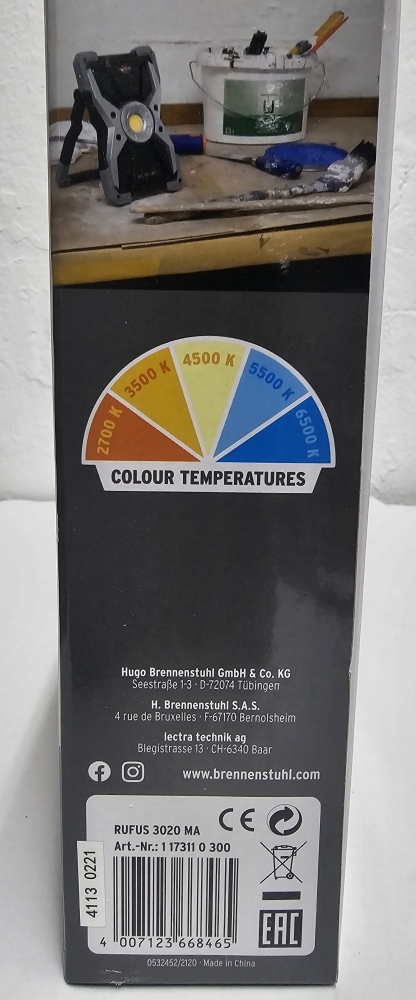 2700 K
3500 K
4500 K
5500 K
6500 K
COLOUR TEMPERATURES
Hugo Brennenstuhl GmbH & Co. KG
Seestraße 1-3 · D-72074 Tübingen
H. Brennenstuhl S.A.S.
4 rue de Bruxelles · F-67170 Bernolsheim
lectra technik ag
Blegistrasse 13 · CH-6340 Baar
www.brennenstuhl.com
RUFUS 3020 MA
Art.-Nr.: 1 17311 0 300
CE
EAC
4113 0221
4 007123 668465
0532452/2120 · Made in China